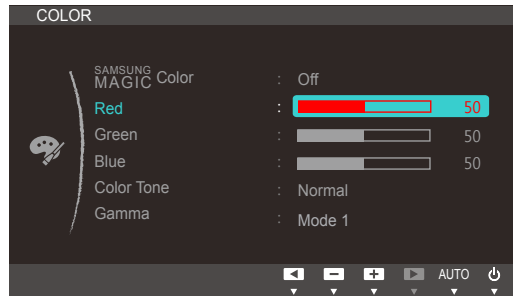 COLOR
SAMSUNG
MAGIC Color : Off
Red : 50
Green : 50
Blue : 50
Color Tone : Normal
Gamma : Mode 1
AUTO